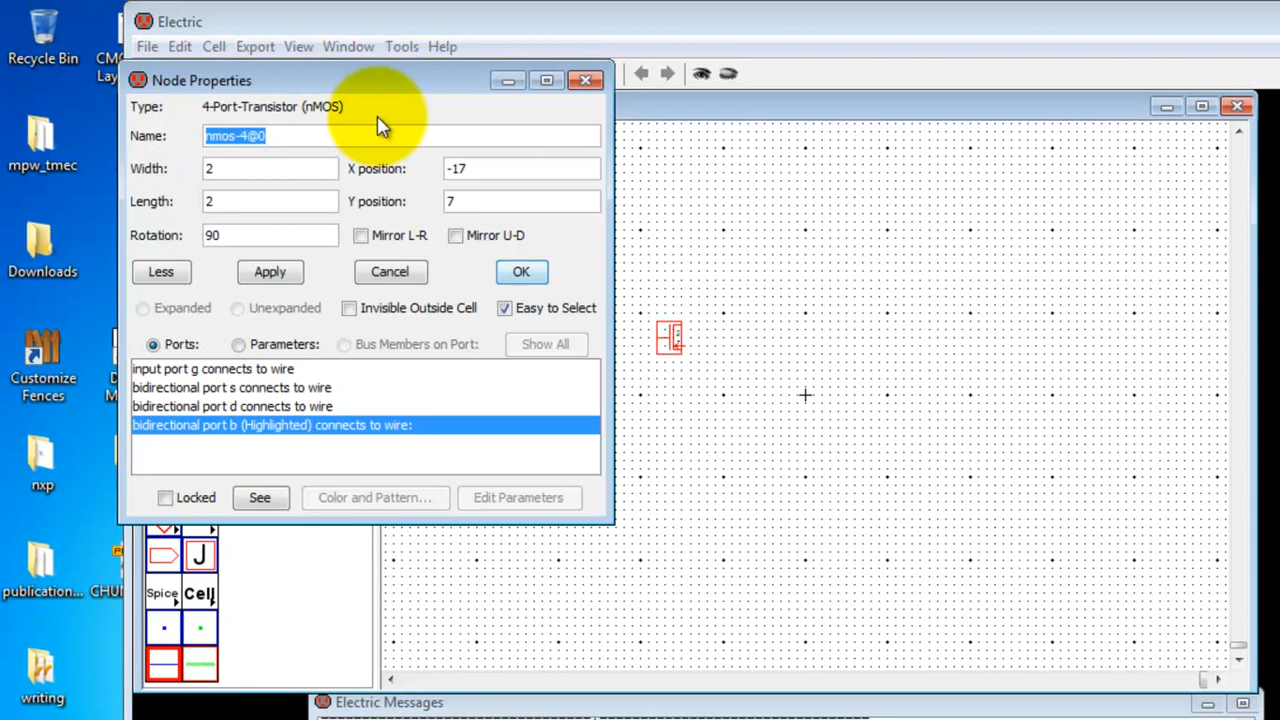 Electric
Recycle Bin
File Edit Cell Export View Window Tools Help
Node Properties
Type: 4-Port-Transistor (nMOS)
Name: nmos-4@0
mpw_tmec
Width: 2 X position: -17
Length: 2 Y position: 7
Rotation: 90 Mirror L-R Mirror U-D
Downloads
Less Apply Cancel OK
Expanded Unexpanded Invisible Outside Cell Easy to Select
Ports: Parameters: Bus Members on Port: Show All
input port g connects to wire
Customize
Fences
bidirectional port s connects to wire
bidirectional port d connects to wire
bidirectional port b (Highlighted) connects to wire:
nxp
Locked See Color and Pattern... Edit Parameters
J
publication...
Spice Cell
writing
Electric Messages